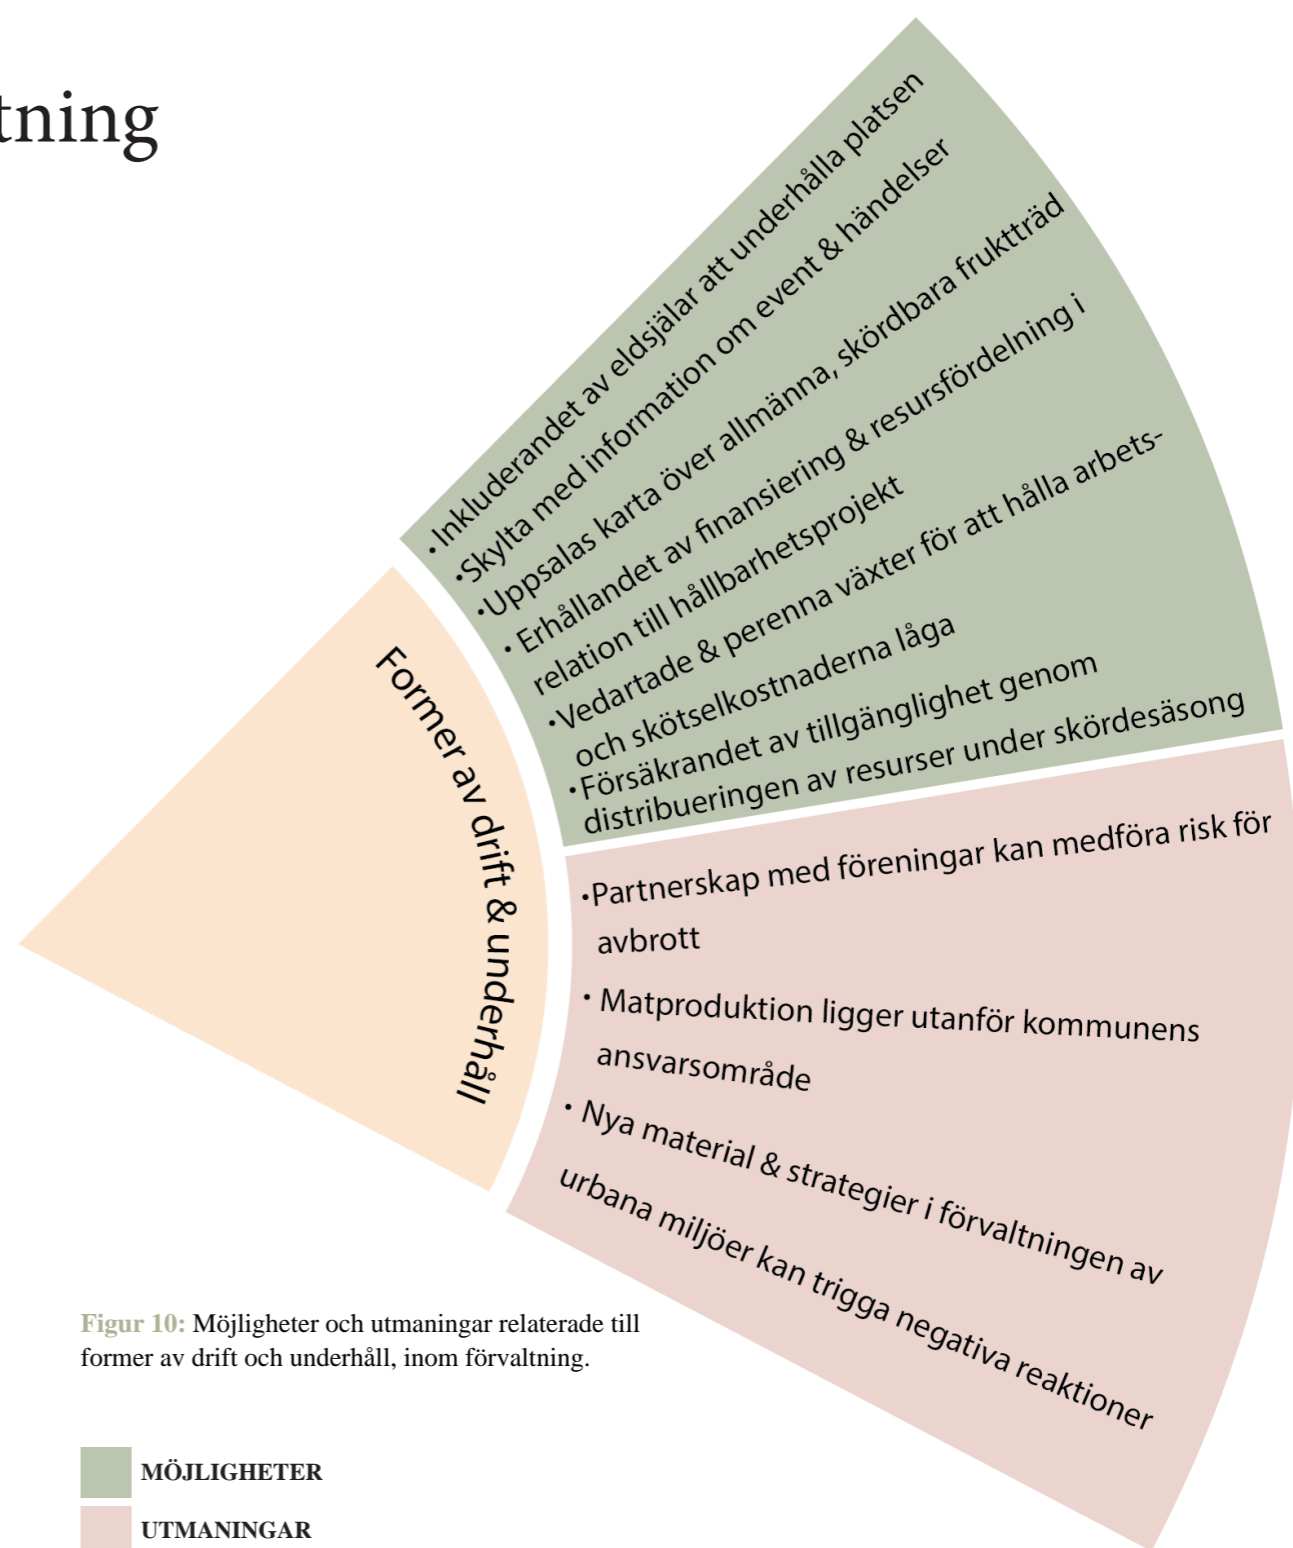 tning
• Inkluderandet av eldsjälar att underhålla platsen
•Skylta med information om event & händelser
•Uppsalas karta över allmänna, skördbara fruktträd
• Erhållandet av finansiering & resursfördelning i
relation till hållbarhetsprojekt
•Vedartade & perenna växter för att hålla arbets-
och skötselkostnaderna låga
•Försäkrandet av tillgänglighet genom
distribueringen av resurser under skördesäsong
Former av drift & underhåll
•Partnerskap med föreningar kan medföra risk för
avbrott
• Matproduktion ligger utanför kommunens
ansvarsområde
• Nya material & strategier i förvaltningen av
urbana miljöer kan trigga negativa reaktioner
Figur 10: Möjligheter och utmaningar relaterade till
former av drift och underhåll, inom förvaltning.
MÖJLIGHETER
UTMANINGAR